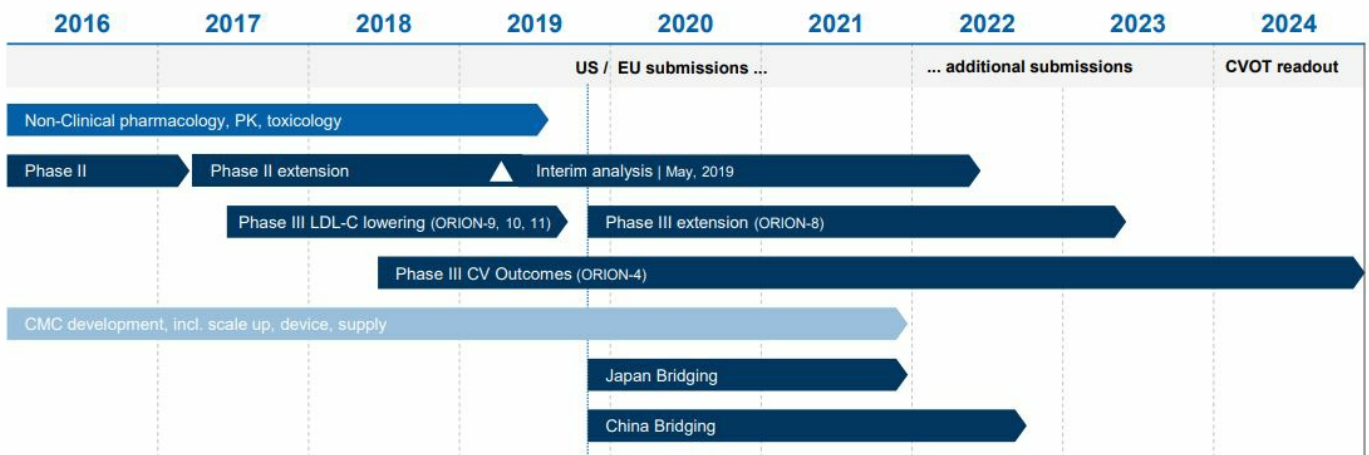 2016 2017 2018 2019 2020 2021 2022 2023 2024
US / EU submissions ... ... additional submissions CVOT readout
Non-Clinical pharmacology, PK, toxicology
Phase II Phase II extension Interim analysis | May, 2019
Phase III LDL-C lowering (ORION-9, 10, 11) Phase III extension (ORION-8)
Phase III CV Outcomes (ORION-4)
CMC development, incl. scale up, device, supply
Japan Bridging
China Bridging